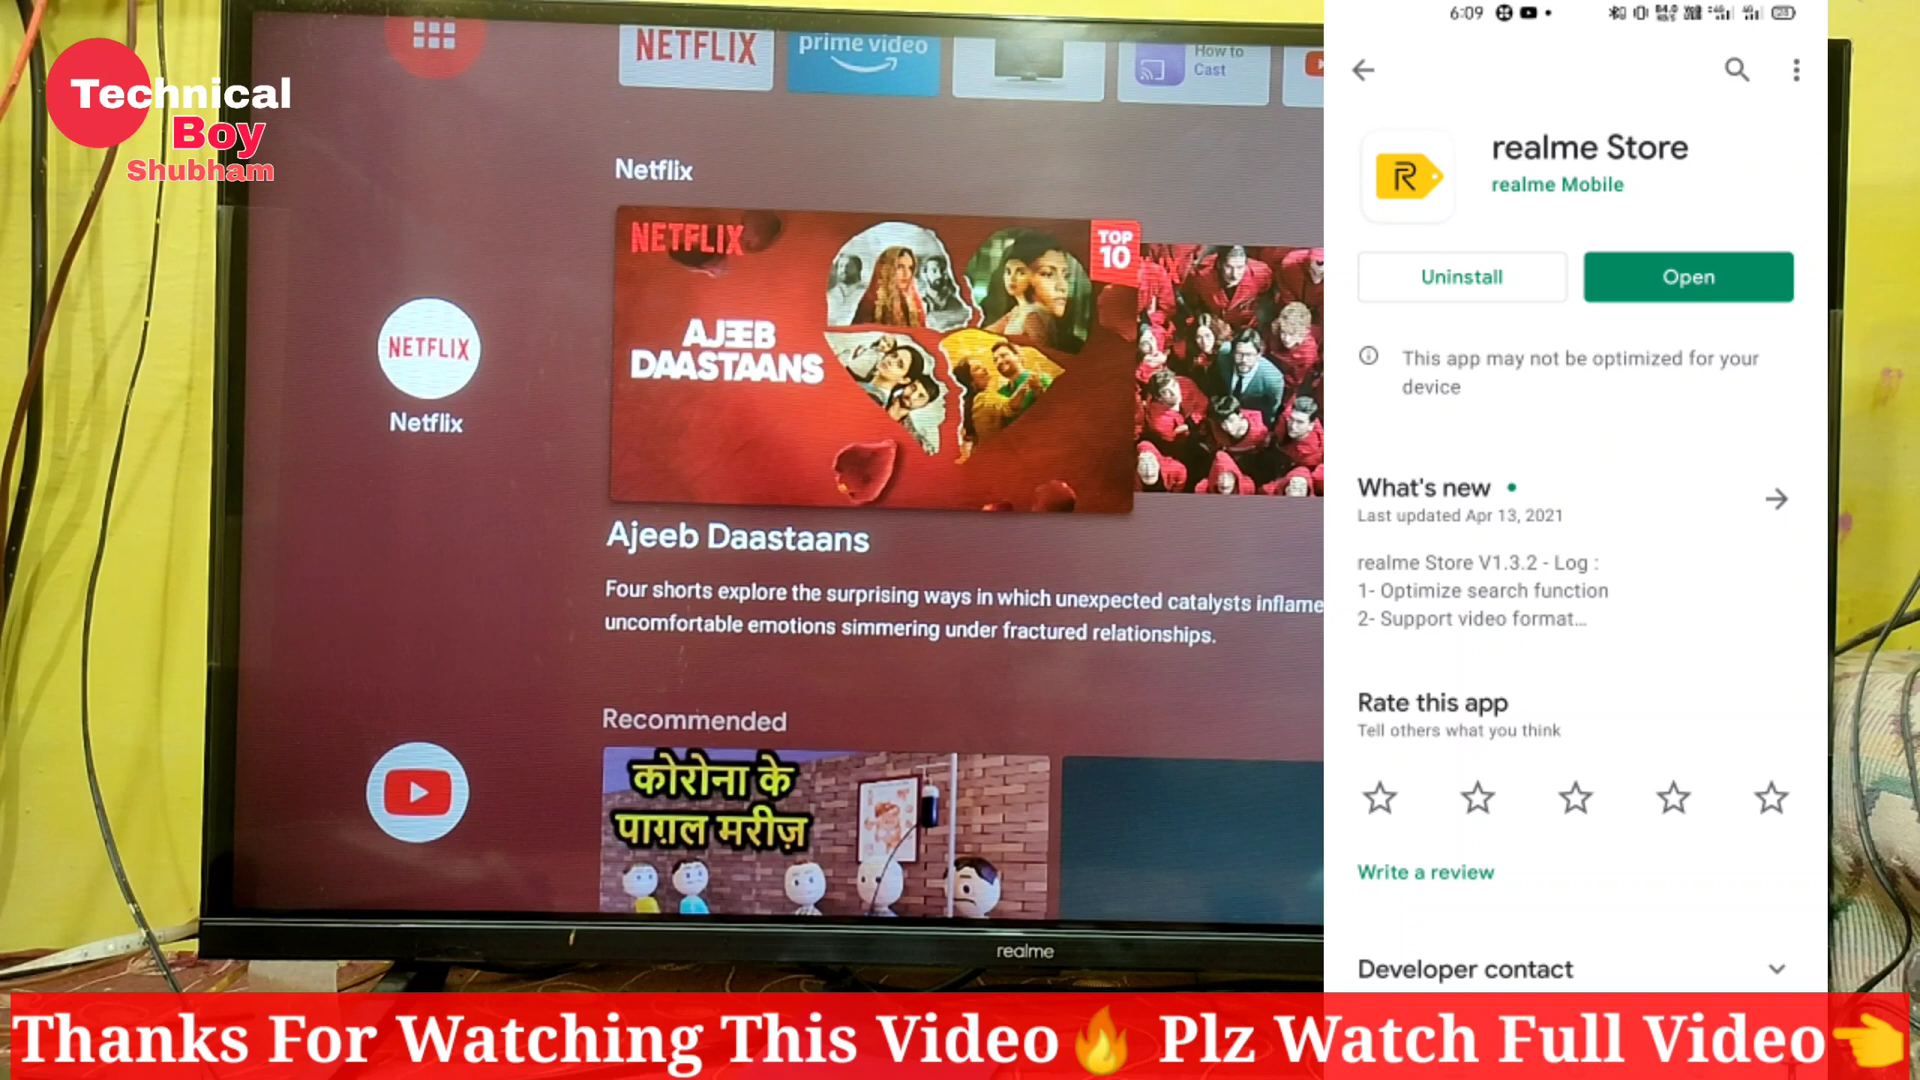 Technical
Boy
Shubham
NETFLIX
prime video
How to
Cast
Netflix
NETFLIX
TOP
10
AJEEB
DAASTAANS
NETFLIX
Netflix
Ajeeb Daastaans
Four shorts explore the surprising ways in which unexpected catalysts inflame
uncomfortable emotions simmering under fractured relationships.
Recommended
कोरोना के
पाग़ल मरीज़
realme
6:09
realme Store
realme Mobile
Uninstall
Open
This app may not be optimized for your
device
What's new
Last updated Apr 13, 2021
realme Store V1.3.2 - Log :
1- Optimize search function
2- Support video format...
Rate this app
Tell others what you think
Write a review
Developer contact
Thanks For Watching This Video🔥 Plz Watch Full Video👈